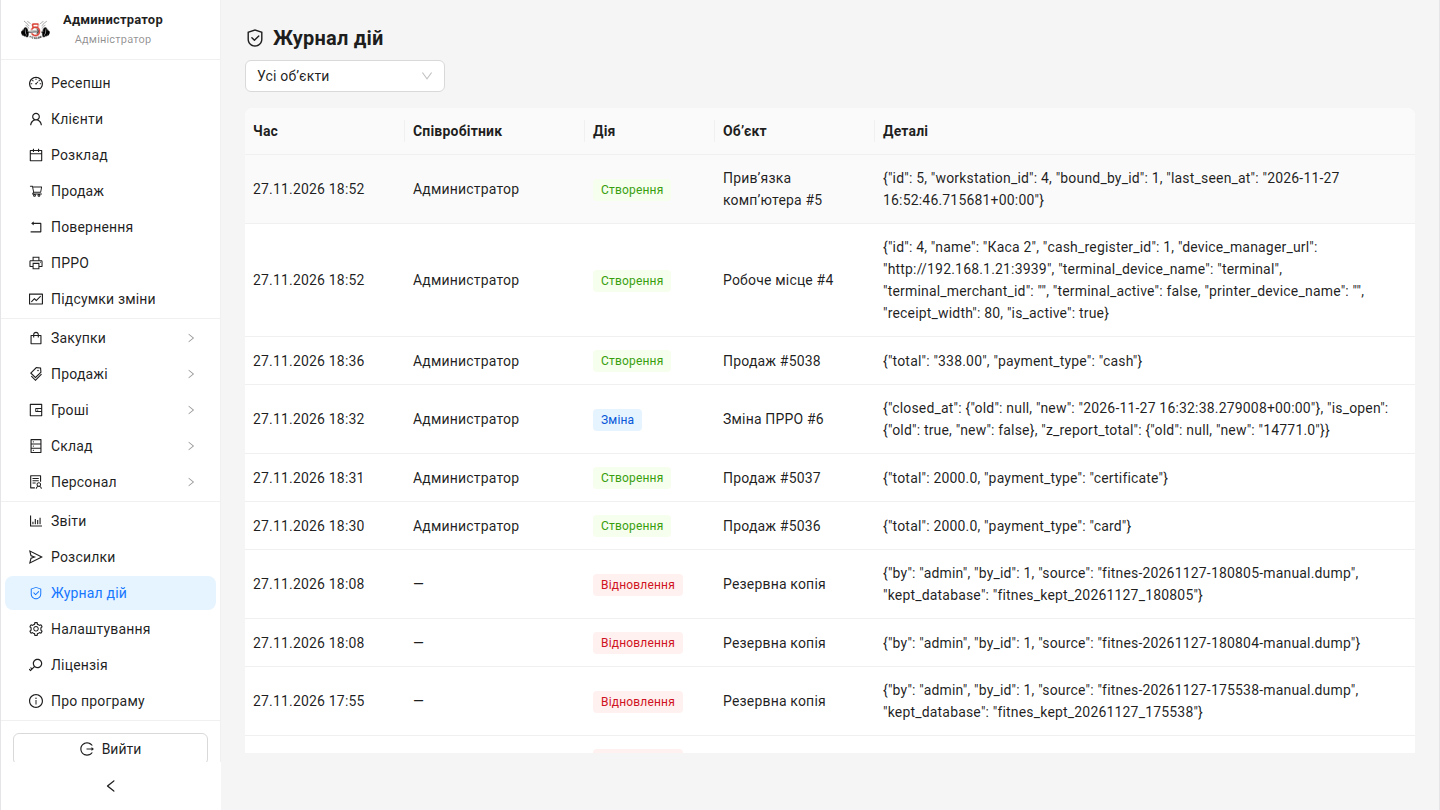 5
Администратор
Адміністратор
Ресепшн
Клієнти
Розклад
Продаж
Повернення
ПРРО
Підсумки зміни
Закупки
Продажі
Гроші
Склад
Персонал
Звіти
Розсилки
Журнал дій
Налаштування
Ліцензія
Про програму
Вийти
Журнал дій
Усі об’єкти
Час Співробітник Дія Об’єкт Деталі
27.11.2026 18:52 Администратор Створення Прив’язка комп’ютера #5 {"id": 5, "workstation_id": 4, "bound_by_id": 1, "last_seen_at": "2026-11-27
16:52:46.715681+00:00"}
27.11.2026 18:52 Администратор Створення Робоче місце #4 {"id": 4, "name": "Каса 2", "cash_register_id": 1, "device_manager_url":
"http://192.168.1.21:3939", "terminal_device_name": "terminal",
"terminal_merchant_id": "", "terminal_active": false, "printer_device_name": "",
"receipt_width": 80, "is_active": true}
27.11.2026 18:36 Администратор Створення Продаж #5038 {"total": "338.00", "payment_type": "cash"}
27.11.2026 18:32 Администратор Зміна Зміна ПРРО #6 {"closed_at": {"old": null, "new": "2026-11-27 16:32:38.279008+00:00"}, "is_open":
{"old": true, "new": false}, "z_report_total": {"old": null, "new": "14771.0"}}
27.11.2026 18:31 Администратор Створення Продаж #5037 {"total": 2000.0, "payment_type": "certificate"}
27.11.2026 18:30 Администратор Створення Продаж #5036 {"total": 2000.0, "payment_type": "card"}
27.11.2026 18:08 — Відновлення Резервна копія {"by": "admin", "by_id": 1, "source": "fitnes-20261127-180805-manual.dump",
"kept_database": "fitnes_kept_20261127_180805"}
27.11.2026 18:08 — Відновлення Резервна копія {"by": "admin", "by_id": 1, "source": "fitnes-20261127-180804-manual.dump"}
27.11.2026 17:55 — Відновлення Резервна копія {"by": "admin", "by_id": 1, "source": "fitnes-20261127-175538-manual.dump",
"kept_database": "fitnes_kept_20261127_175538"}